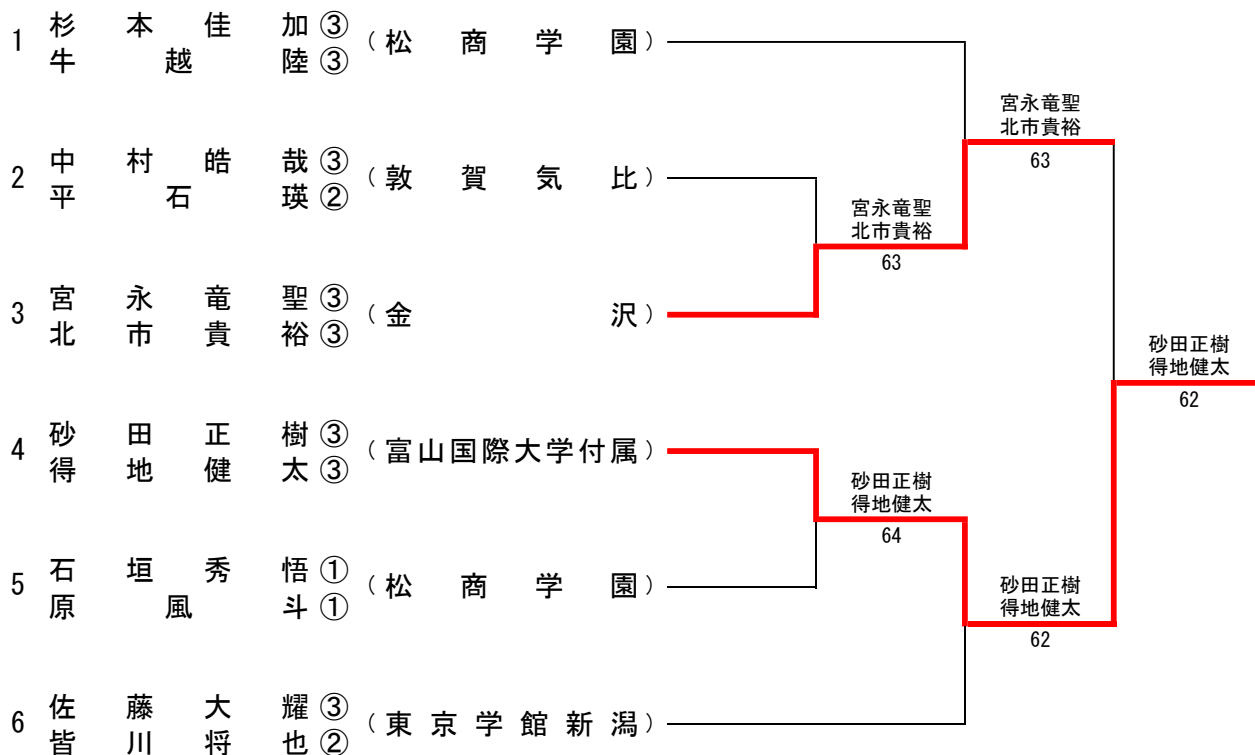 1 杉本佳加③ (松商学園)
牛越陸③
2 中村皓哉③ (敦賀気比)
平石瑛②
3 宮永竜聖③ (金沢)
北市貴裕③
4 砂田正樹③ (富山国際大学付属)
得地健太③
5 石垣秀悟① (松商学園)
原風斗①
6 佐藤大耀③ (東京学館新潟)
皆川将也②
宮永竜聖
北市貴裕
63
砂田正樹
得地健太
64
宮永竜聖
北市貴裕
63
砂田正樹
得地健太
62
砂田正樹
得地健太
62